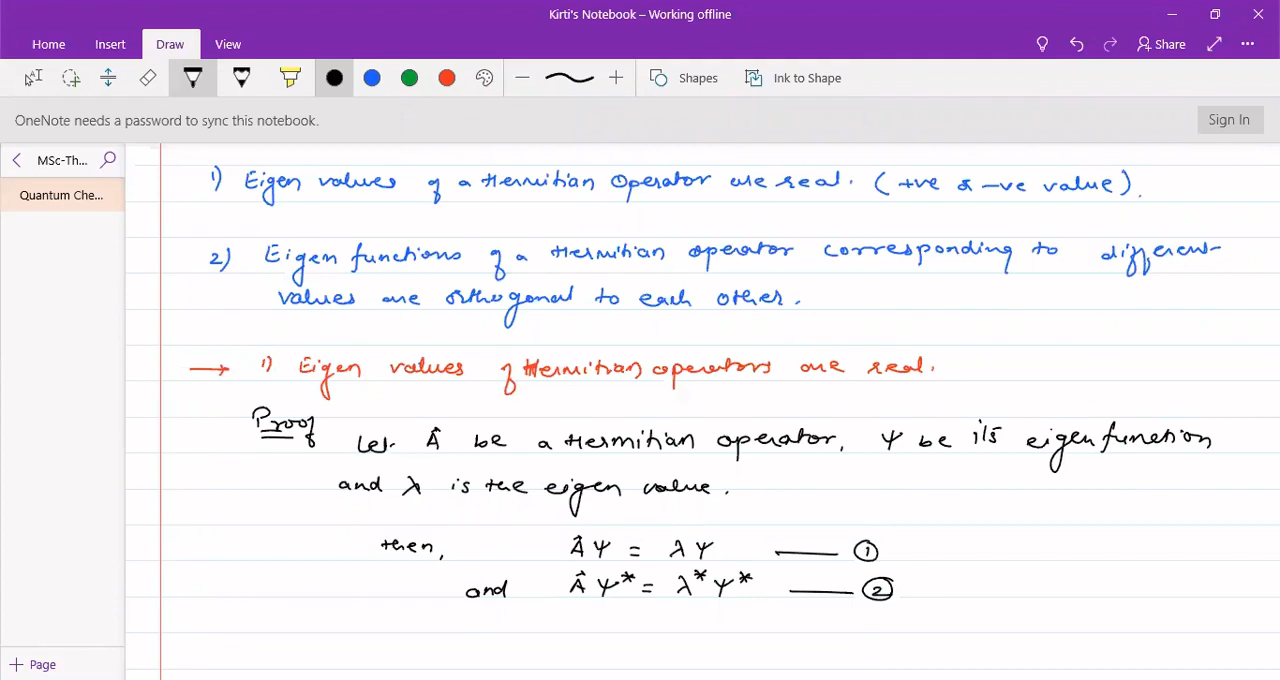 Kirti's Notebook – Working offline
Home Insert Draw View Share
Shapes Ink to Shape
OneNote needs a password to sync this notebook. Sign In
MSc-Th...
Quantum Che...
1) Eigen values of a Hermitian Operator are real. (+ve & -ve value).
2) Eigen functions of a Hermitian operator corresponding to different
values are orthogonal to each other.
→ 1) Eigen values of Hermitian operators are real.
Proof
Let Â be a Hermitian operator, Ψ be its eigenfunction
and λ is the eigen value.
then, ÂΨ = λΨ —— ①
and ÂΨ* = λ*Ψ* —— ②
+ Page